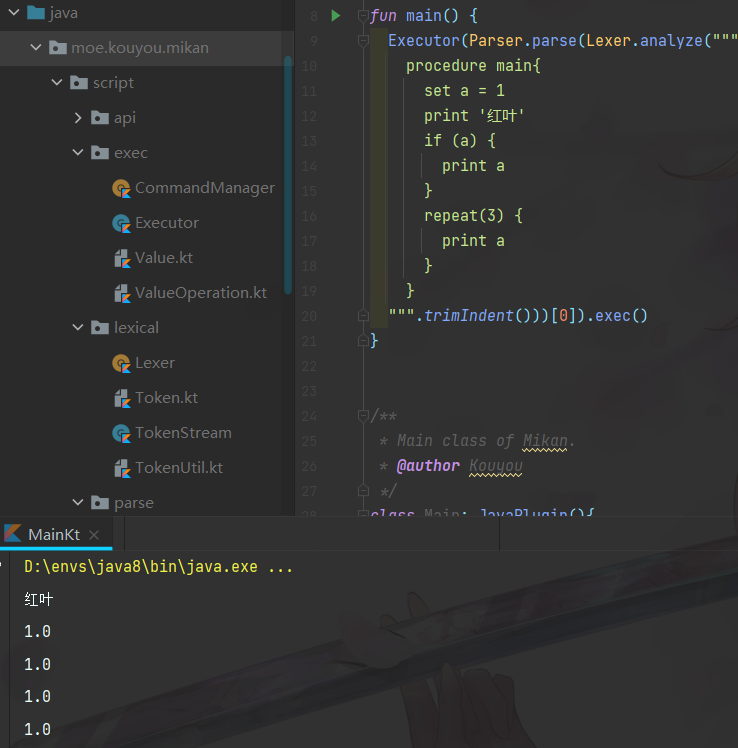 java
moe.kouyou.mikan
script
api
exec
CommandManager
Executor
Value.kt
ValueOperation.kt
lexical
Lexer
Token.kt
TokenStream
TokenUtil.kt
parse
8 fun main() {
9 Executor(Parser.parse(Lexer.analyze("""
10 procedure main{
11 set a = 1
12 print '红叶'
13 if (a) {
14 print a
15 }
16 repeat(3) {
17 print a
18 }
19 }
20 """.trimIndent()))[0]).exec()
21 }
22
23
24 /**
25 * Main class of Mikan.
26 * @author Kouyou
27 */
28 class Main: JavaPlugin(){
MainKt
D:\envs\java8\bin\java.exe ...
红叶
1.0
1.0
1.0
1.0